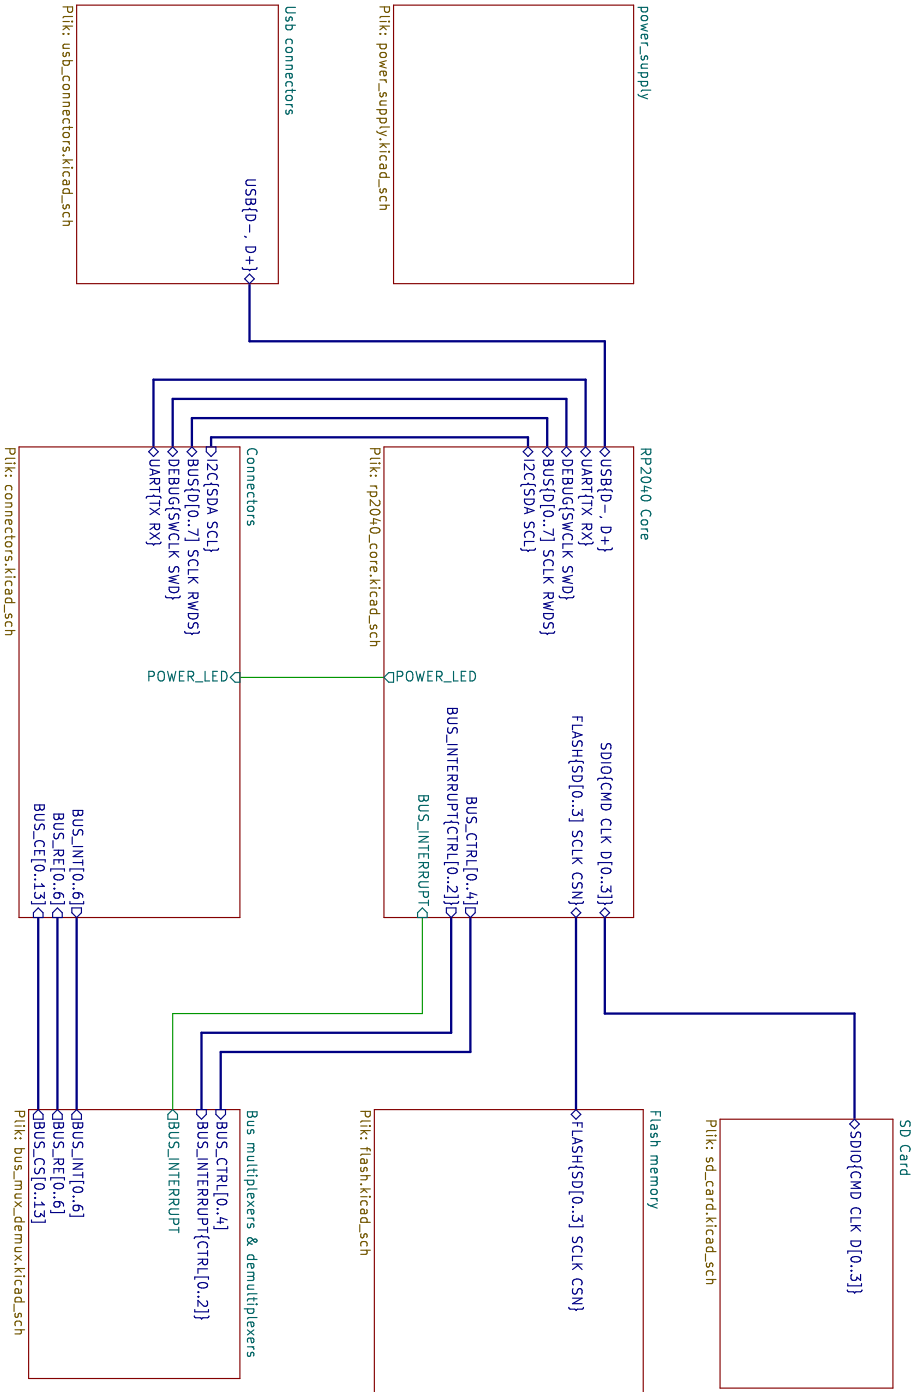 power_supply
Plik: power_supply.kicad_sch
Usb connectors
USB{D-, D+}
Plik: usb_connectors.kicad_sch
RP2040 Core
USB{D-, D+}
UART{TX RX}
DEBUG{SWCLK SWD}
BUS{D[0..7] SCLK RWDS}
I2C{SDA SCL}
SDIO{CMD CLK D[0..3]}
FLASH{SD[0..3] SCLK CSN}
BUS_CTRL[0..4]
BUS_INTERRUPT{CTRL[0..2]}
BUS_INTERRUPT
POWER_LED
Plik: rp2040_core.kicad_sch
Connectors
I2C{SDA SCL}
BUS{D[0..7] SCLK RWDS}
DEBUG{SWCLK SWD}
UART{TX RX}
POWER_LED
BUS_INT[0..6]
BUS_RE[0..6]
BUS_CE[0..13]
Plik: connectors.kicad_sch
SD Card
SDIO{CMD CLK D[0..3]}
Plik: sd_card.kicad_sch
Flash memory
FLASH{SD[0..3] SCLK CSN}
Plik: flash.kicad_sch
Bus multiplexers & demultiplexers
BUS_CTRL[0..4]
BUS_INTERRUPT{CTRL[0..2]}
BUS_INTERRUPT
BUS_INT[0..6]
BUS_RE[0..6]
BUS_CS[0..13]
Plik: bus_mux_demux.kicad_sch